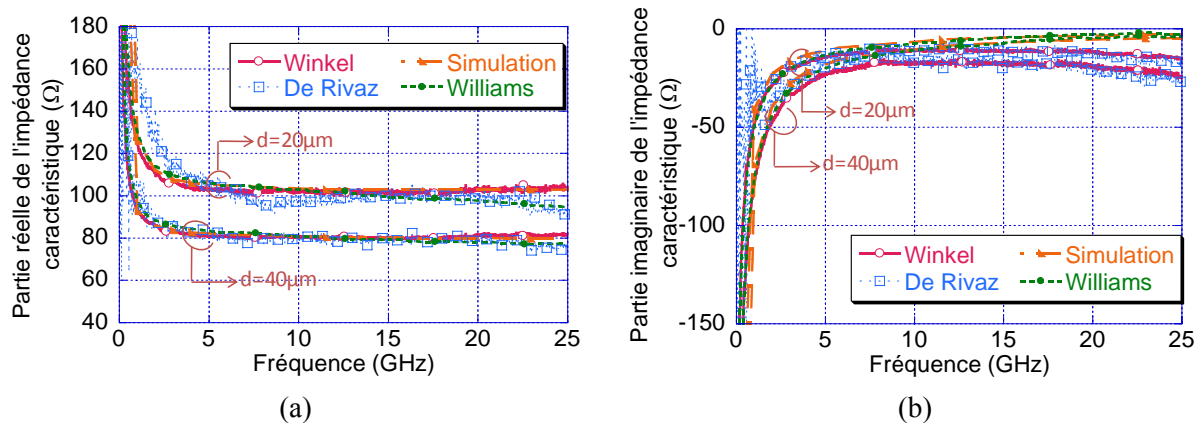 Partie réelle de l'impédance
caractéristique (Ω)
180
160
140
120
100
80
60
40
Winkel
Simulation
De Rivaz
Williams
d=20µm
d=40µm
0
5
10
15
20
25
Fréquence (GHz)
(a)
Partie imaginaire de l'impédance
caractéristique (Ω)
0
-50
-100
-150
d=20µm
d=40µm
Winkel
Simulation
De Rivaz
Williams
0
5
10
15
20
25
Fréquence (GHz)
(b)